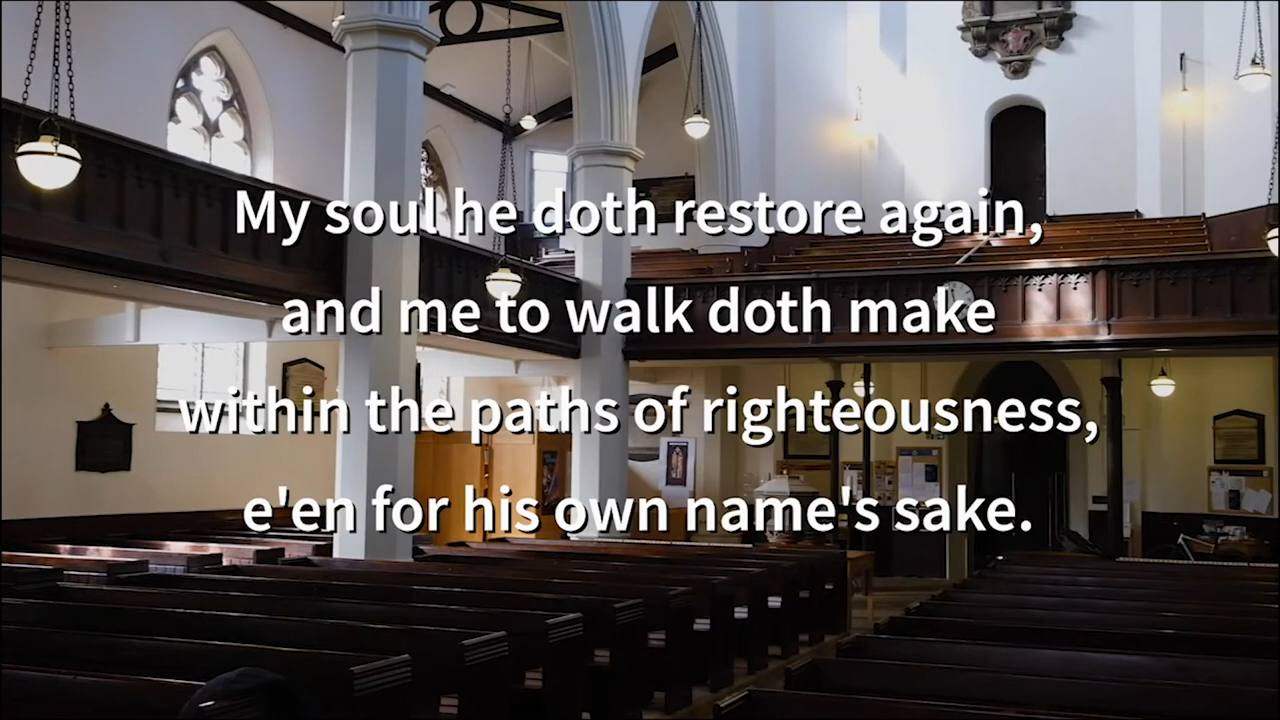 My soul he doth restore again,
and me to walk doth make
within the paths of righteousness,
e'en for his own name's sake.